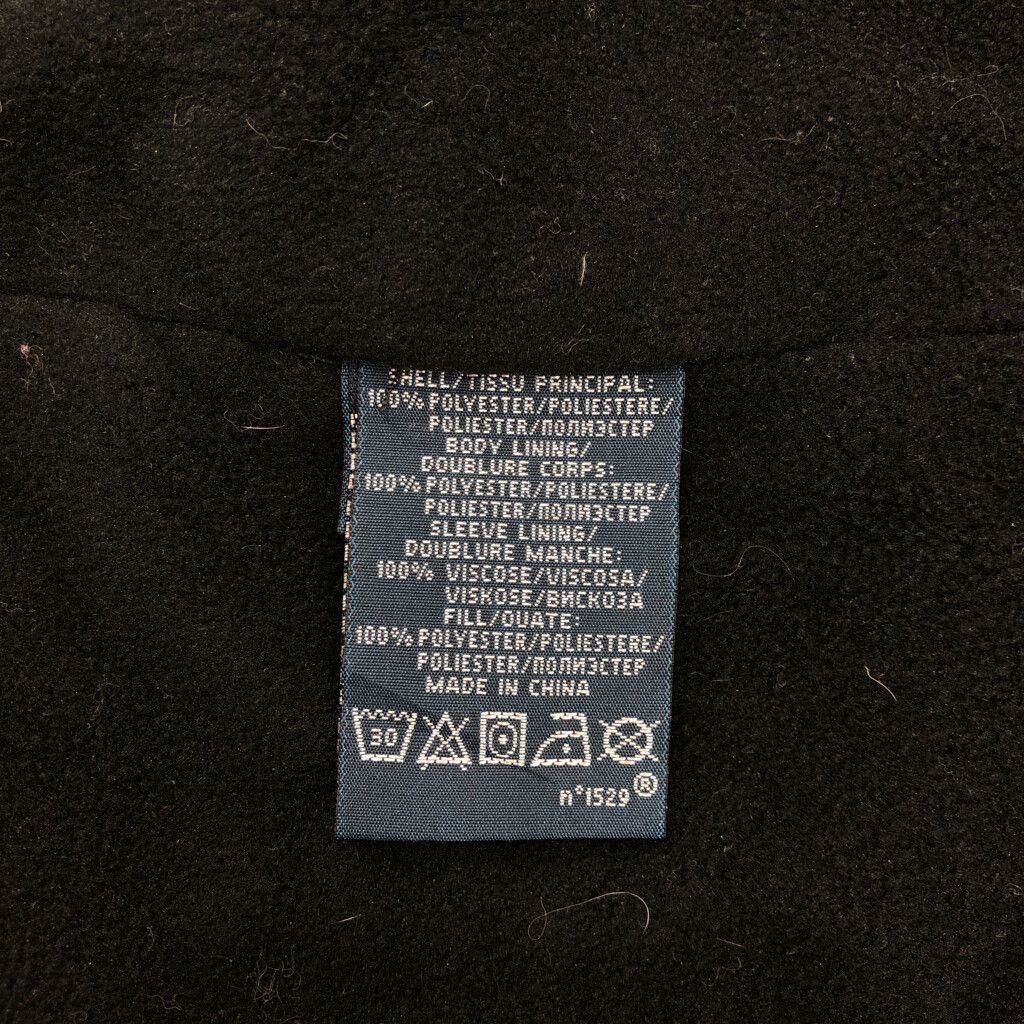 SHELL/TISSU PRINCIPAL:
100% POLYESTER/POLIESTERE/
POLIESTER/ПОЛИЭСТЕР
BODY LINING/
DOUBLURE CORPS:
100% POLYESTER/POLIESTERE/
POLIESTER/ПОЛИЭСТЕР
SLEEVE LINING/
DOUBLURE MANCHE:
100% VISCOSE/VISCOSA/
VISKOSE/ВИСКОЗА
FILL/OUATE:
100% POLYESTER/POLIESTERE/
POLIESTER/ПОЛИЭСТЕР
MADE IN CHINA
30
n°1529®